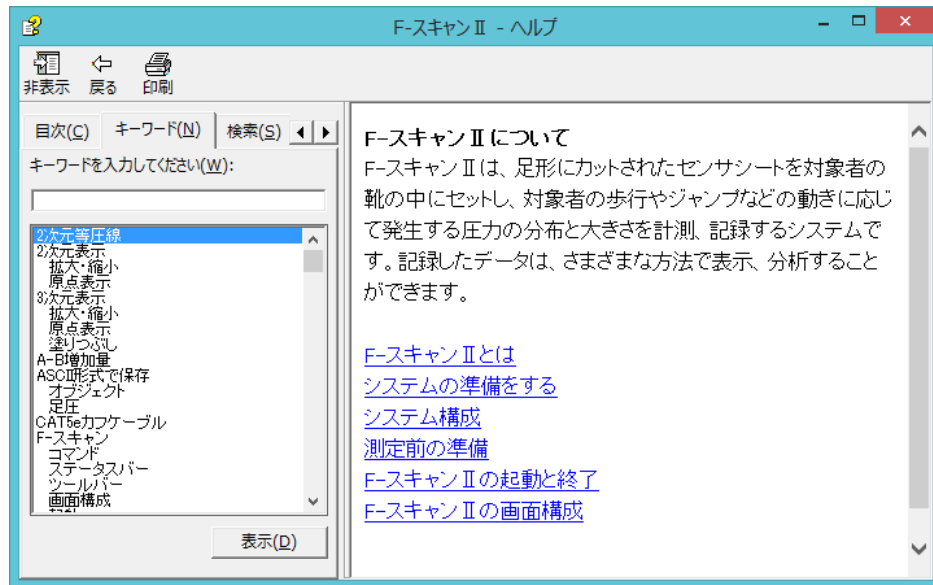 F-スキャンⅡ - ヘルプ
非表示 戻る 印刷
目次(C) キーワード(N) 検索(S)
キーワードを入力してください(W):
2次元等圧線
2次元表示
拡大・縮小
原点表示
3次元表示
拡大・縮小
原点表示
塗りつぶし
A-B増加量
ASCII形式で保存
オブジェクト
足圧
CAT5eカフケーブル
F-スキャン
コマンド
ステータスバー
ツールバー
画面構成
表示(D)
F-スキャンⅡについて
F-スキャンⅡは、足形にカットされたセンサシートを対象者の
靴の中にセットし、対象者の歩行やジャンプなどの動きに応じ
て発生する圧力の分布と大きさを計測、記録するシステムで
す。記録したデータは、さまざまな方法で表示、分析すること
ができます。
F-スキャンⅡとは
システムの準備をする
システム構成
測定前の準備
F-スキャンⅡの起動と終了
F-スキャンⅡの画面構成